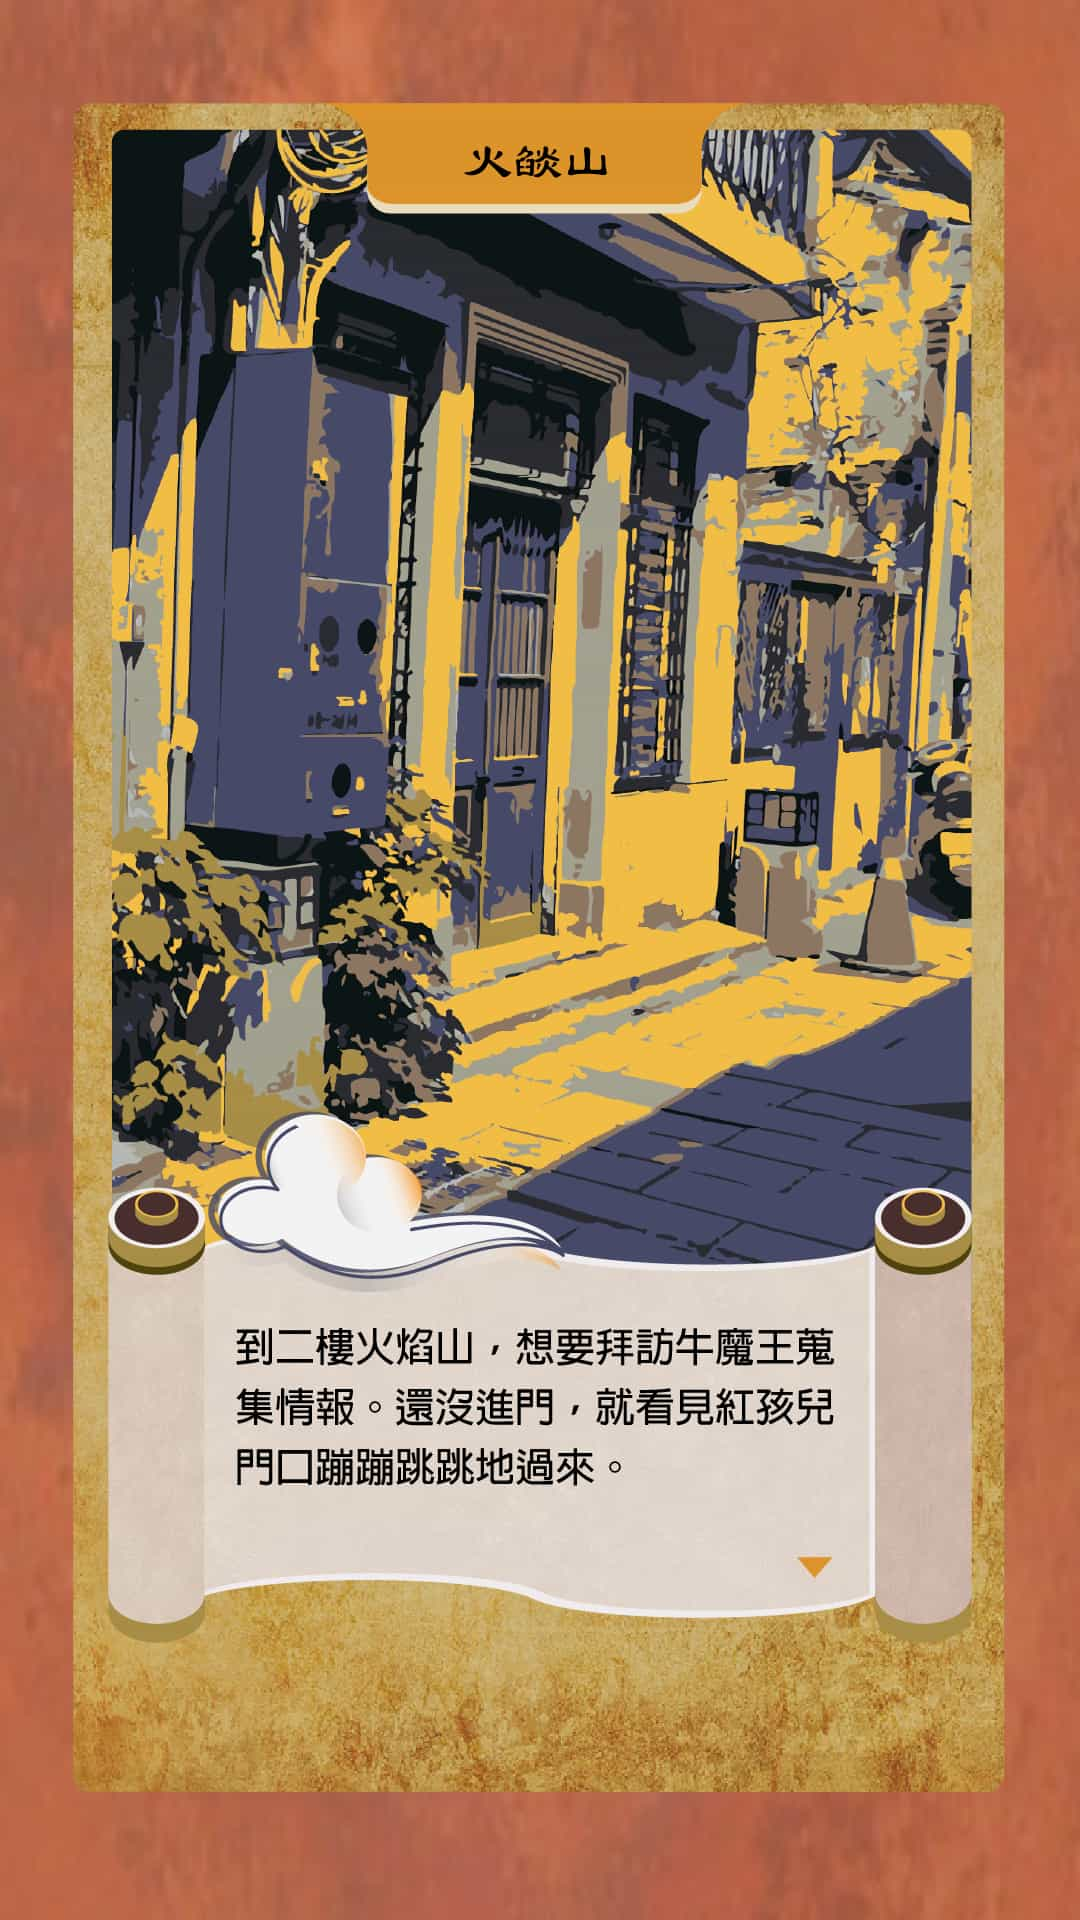 火燄山
到二樓火焰山，想要拜訪牛魔王蒐
集情報。還沒進門，就看見紅孩兒
門口蹦蹦跳跳地過來。